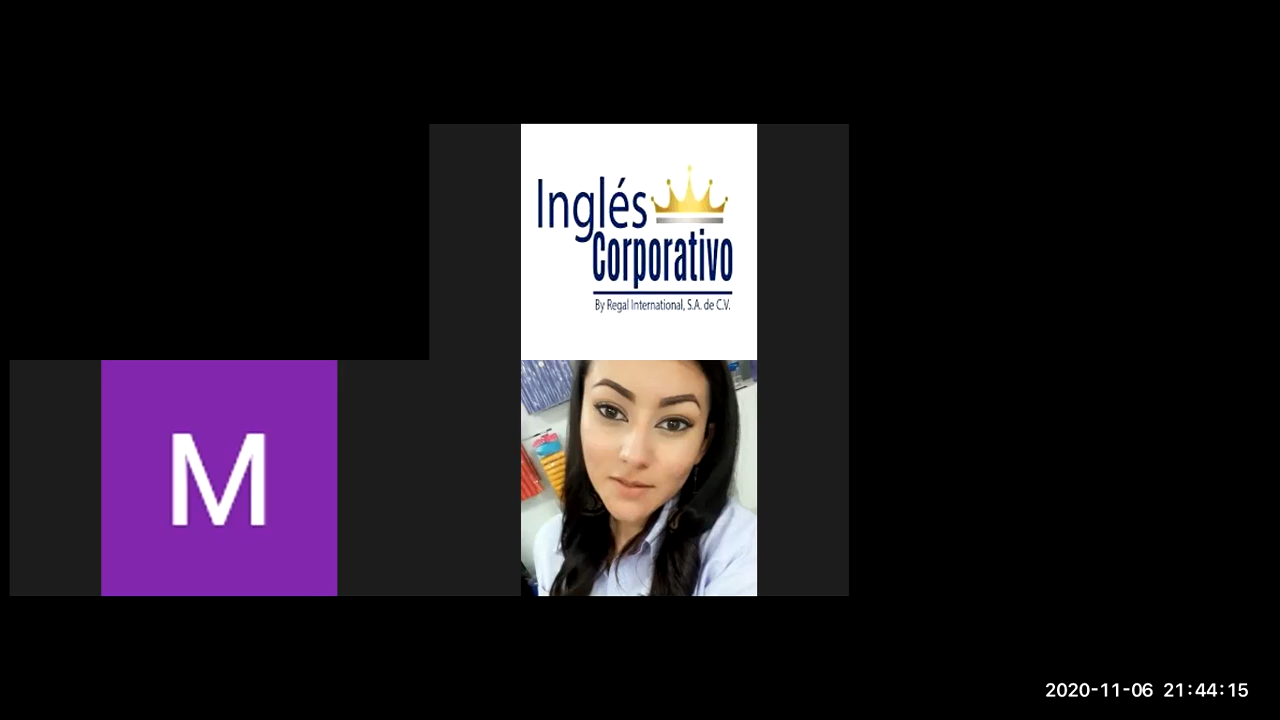 Inglés
Corporativo
By Regal International, S.A. de C.V.
M
2020-11-06 21:44:15